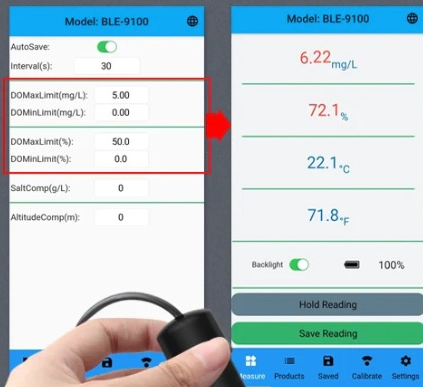 Model: BLE-9100
AutoSave:
Interval(s): 30
DOMaxLimit(mg/L): 5.00
DOMinLimit(mg/L): 0.00
DOMaxLimit(%): 50.0
DOMinLimit(%): 0.0
SaltComp(g/L): 0
AltitudeComp(m): 0
Model: BLE-9100
6.22 mg/L
72.1 %
22.1 °C
71.8 °F
Backlight 100%
Hold Reading
Save Reading
easure Products Saved Calibrate Settings